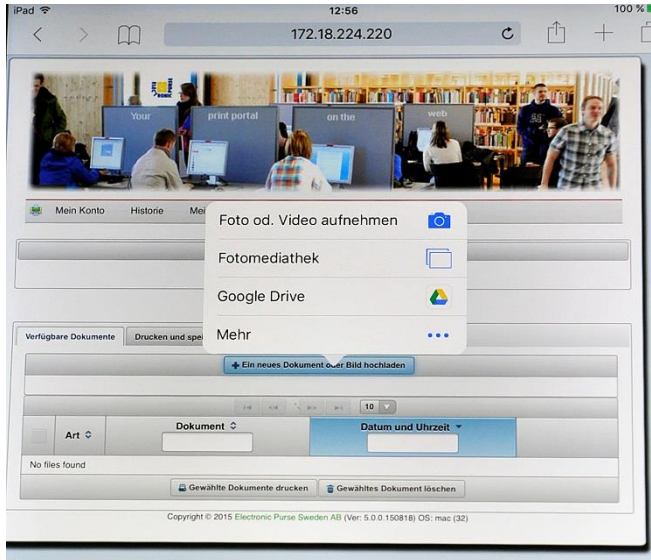 iPad 12:56 100 %
172.18.224.220
Your print portal on the web
Mein Konto Historie Mei
Foto od. Video aufnehmen
Fotomediathek
Google Drive
Mehr
Verfügbare Dokumente Drucken und spei
Ein neues Dokument oder Bild hochladen
10
Art Dokument Datum und Uhrzeit
No files found
Gewählte Dokumente drucken Gewähltes Dokument löschen
Copyright © 2015 Electronic Purse Sweden AB (Ver: 5.0.0.150818) OS: mac (32)